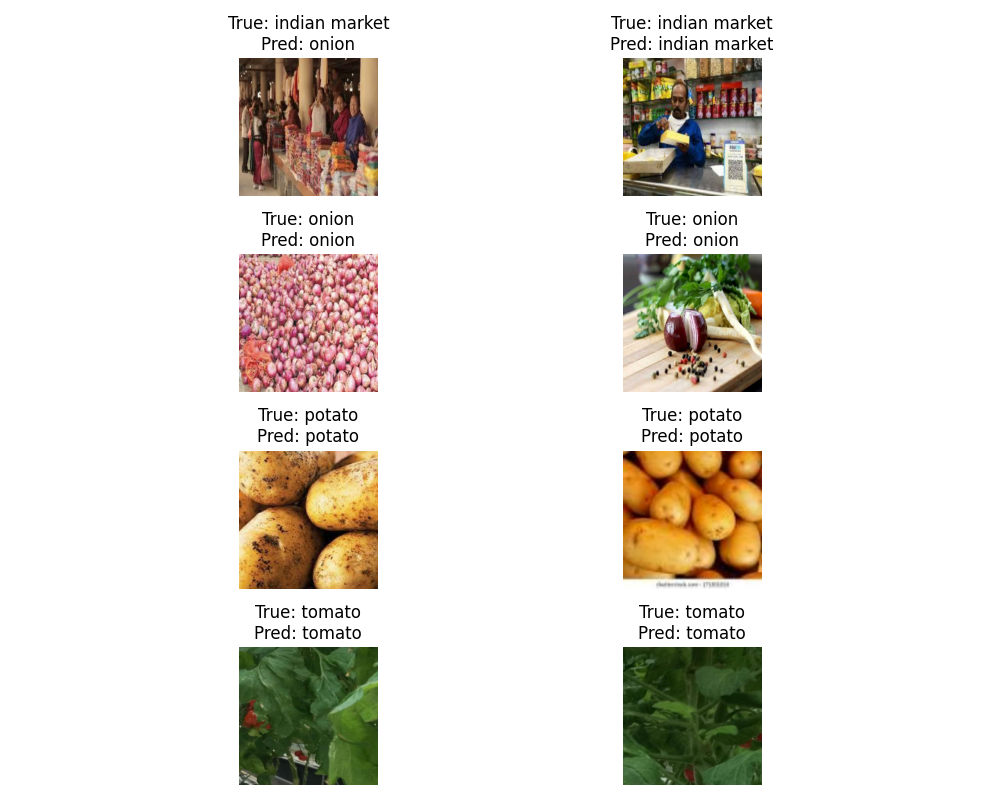 True: indian market
Pred: onion
True: indian market
Pred: indian market
True: onion
Pred: onion
True: onion
Pred: onion
True: potato
Pred: potato
True: potato
Pred: potato
True: tomato
Pred: tomato
True: tomato
Pred: tomato